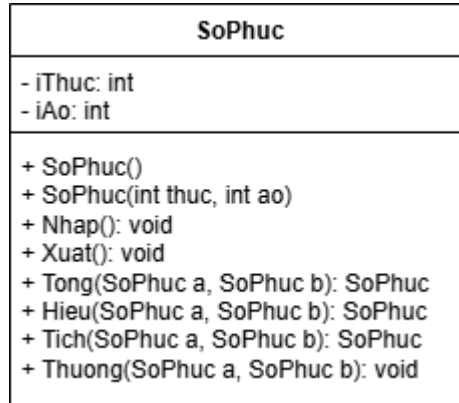 SoPhuc
- iThuc: int
- iAo: int
+ SoPhuc()
+ SoPhuc(int thuc, int ao)
+ Nhap(): void
+ Xuat(): void
+ Tong(SoPhuc a, SoPhuc b): SoPhuc
+ Hieu(SoPhuc a, SoPhuc b): SoPhuc
+ Tich(SoPhuc a, SoPhuc b): SoPhuc
+ Thuong(SoPhuc a, SoPhuc b): void